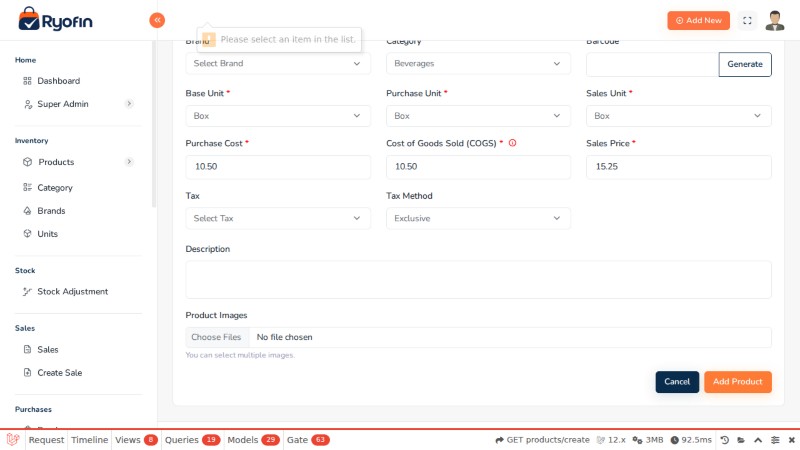 Ryofin
«
! Please select an item in the list.
Add New
Home
Dashboard
Super Admin
Inventory
Products
Category
Brands
Units
Stock
Stock Adjustment
Sales
Sales
Create Sale
Purchases
Brand Category Barcode
Select Brand Beverages Generate
Base Unit * Purchase Unit * Sales Unit *
Box Box Box
Purchase Cost * Cost of Goods Sold (COGS) * Sales Price *
10.50 10.50 15.25
Tax Tax Method
Select Tax Exclusive
Description
Product Images
Choose Files No file chosen
You can select multiple images.
Cancel Add Product
Request Timeline Views 8 Queries 19 Models 29 Gate 63 GET products/create 12.x 3MB 92.5ms